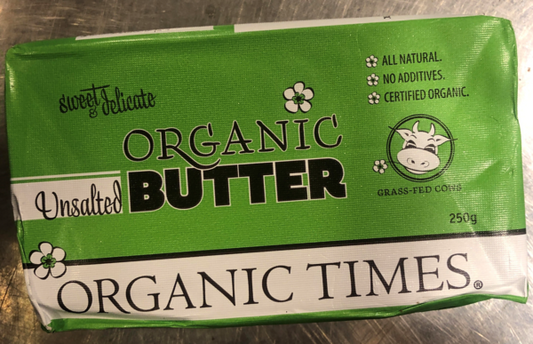 sweet & delicate
ORGANIC
Unsalted BUTTER
ALL NATURAL.
NO ADDITIVES.
CERTIFIED ORGANIC.
GRASS-FED COWS
250g
ORGANIC TIMES®